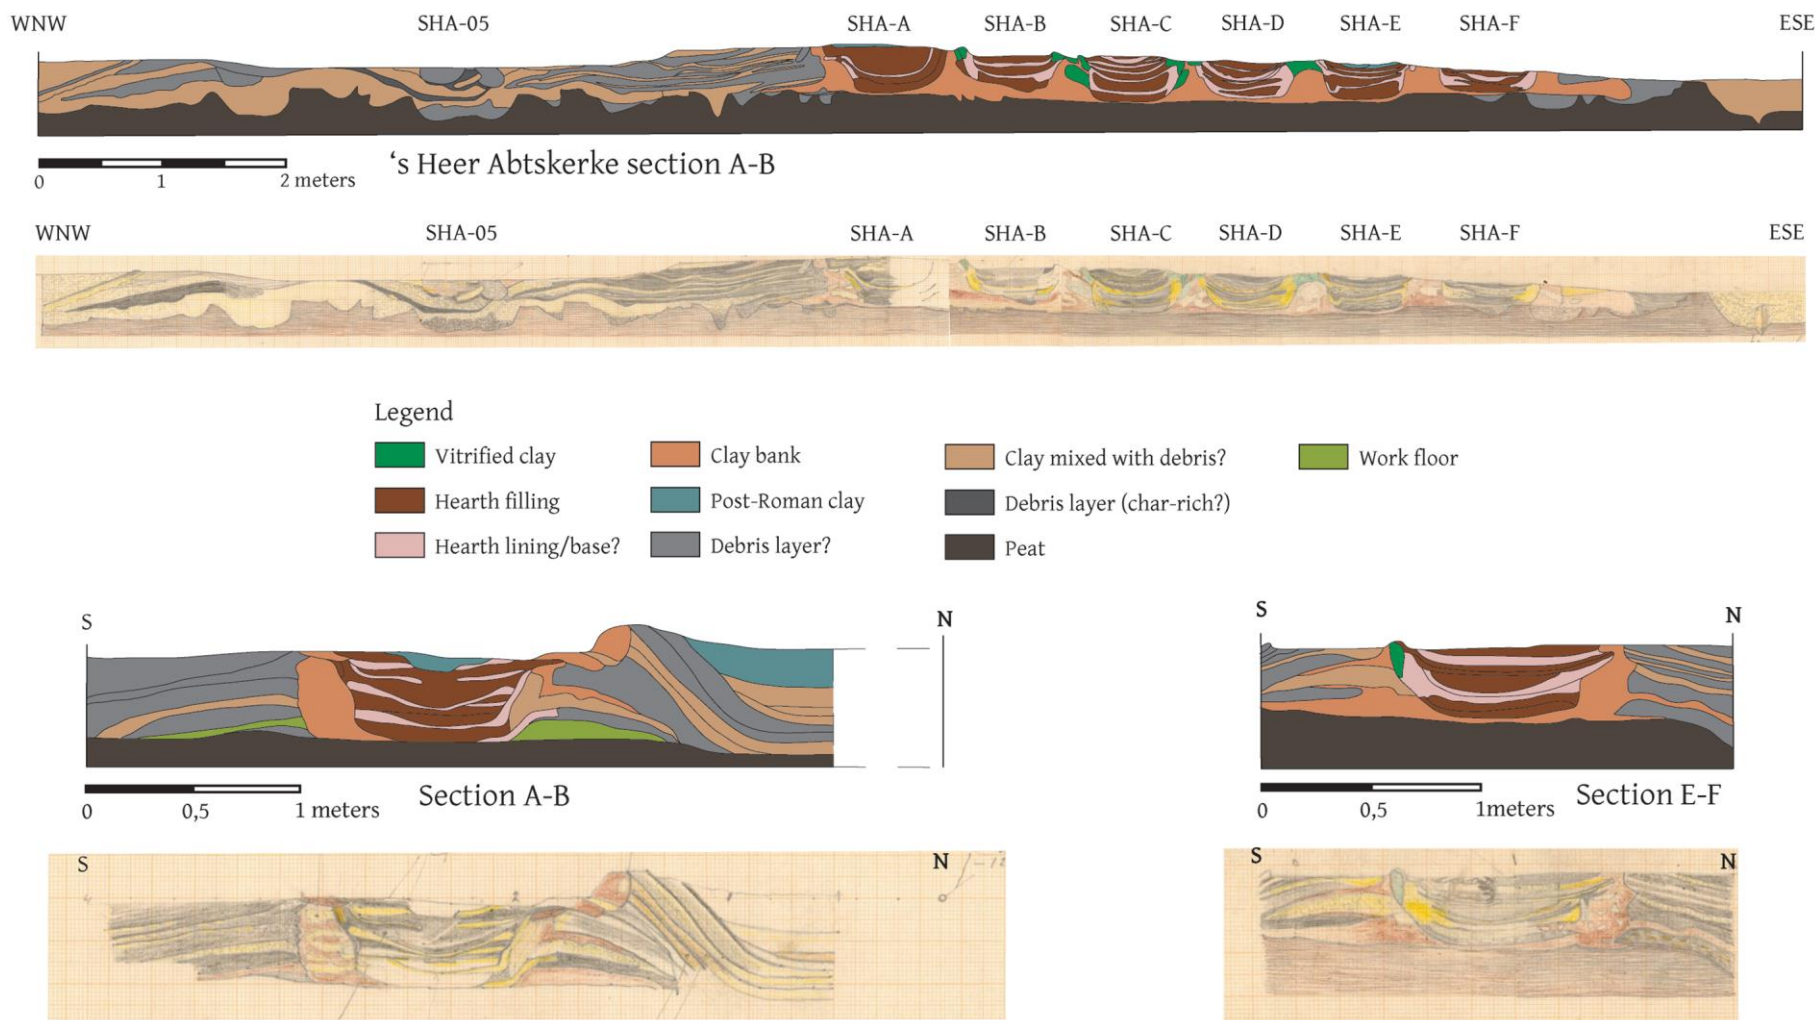 WNW SHA-05 SHA-A SHA-B SHA-C SHA-D SHA-E SHA-F ESE
0 1 2 meters
‘s Heer Abtskerke section A-B
WNW SHA-05 SHA-A SHA-B SHA-C SHA-D SHA-E SHA-F ESE
Legend
Vitrified clay
Hearth filling
Hearth lining/base?
Clay bank
Post-Roman clay
Debris layer?
Clay mixed with debris?
Debris layer (char-rich?)
Peat
Work floor
S N
0 0,5 1 meters
Section A-B
S N
0 0,5 1meters
Section E-F
S N
S N